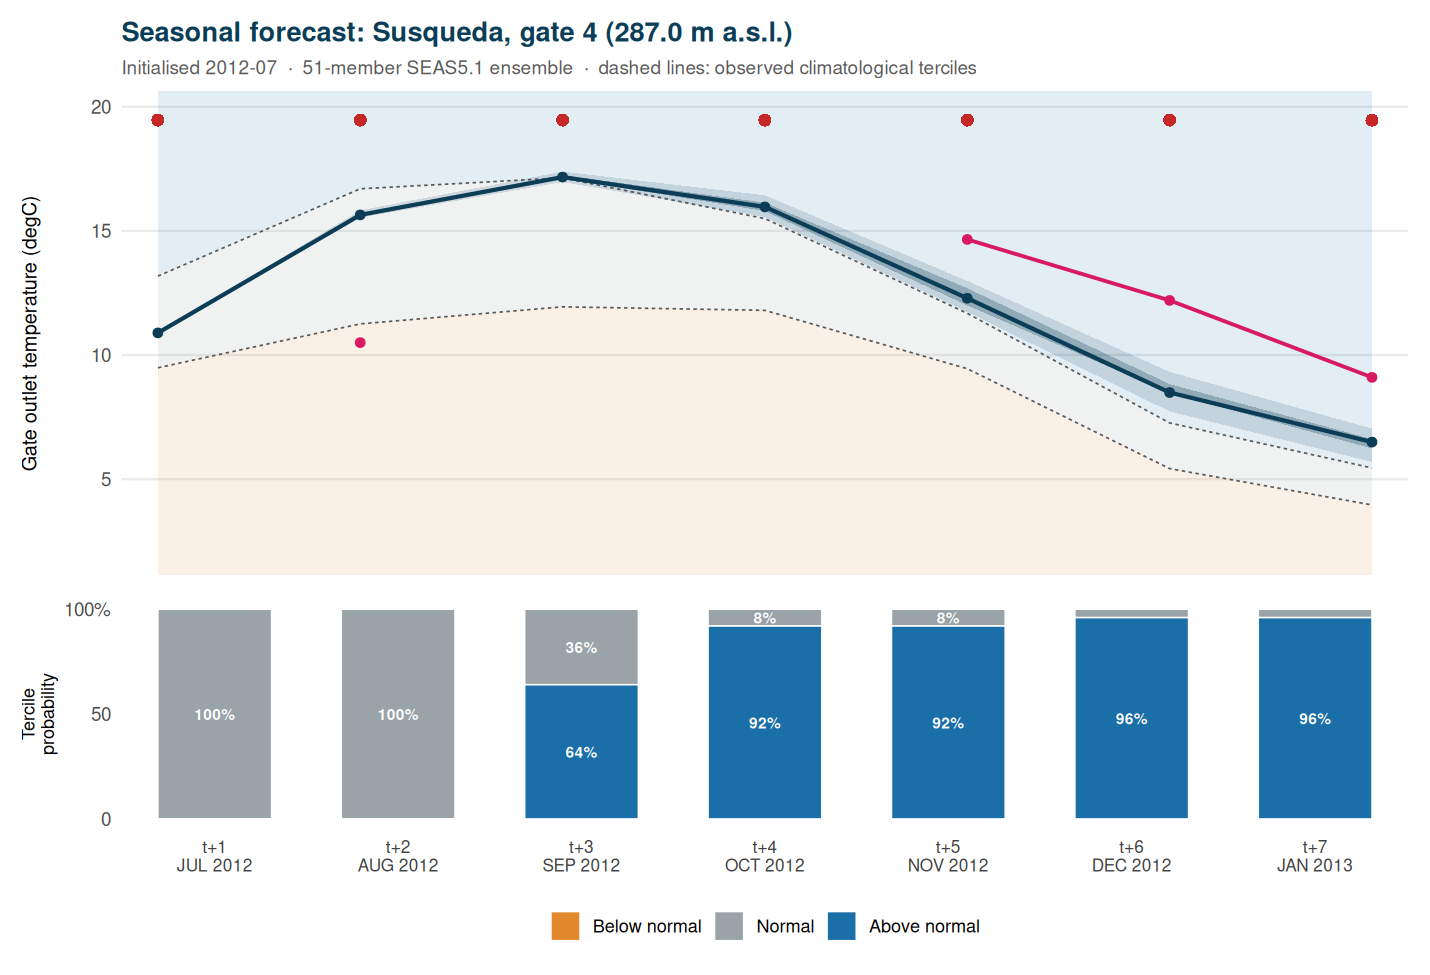 Seasonal forecast: Susqueda, gate 4 (287.0 m a.s.l.)
Initialised 2012-07 · 51-member SEAS5.1 ensemble · dashed lines: observed climatological terciles
Gate outlet temperature (degC)
20
15
10
5
Tercile
probability
100%
50
0
100%
100%
36%
64%
8%
92%
8%
92%
96%
96%
t+1
JUL 2012
t+2
AUG 2012
t+3
SEP 2012
t+4
OCT 2012
t+5
NOV 2012
t+6
DEC 2012
t+7
JAN 2013
Below normal
Normal
Above normal